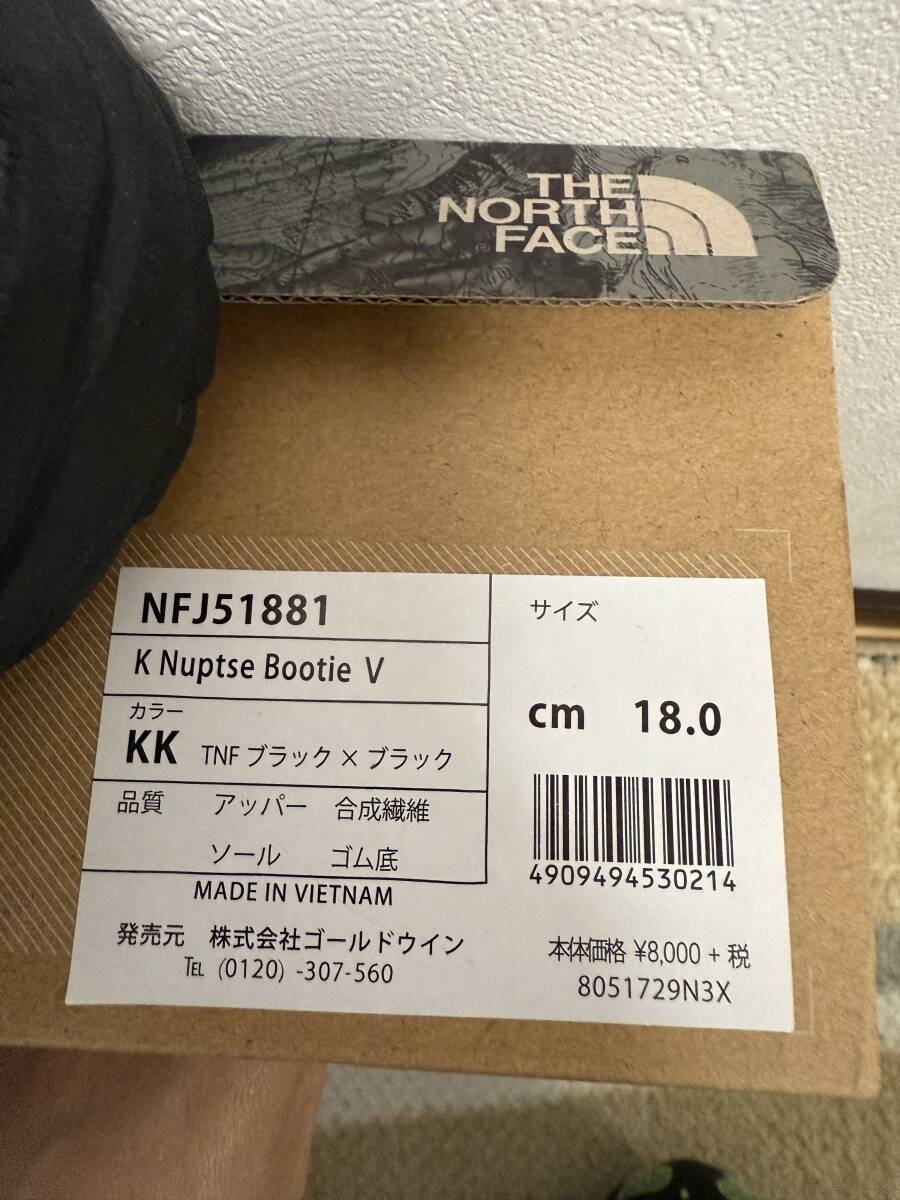 THE
NORTH
FACE
NFJ51881
K Nuptse Bootie V
カラー
KK TNF ブラック × ブラック
品質 アッパー 合成繊維
ソール ゴム底
MADE IN VIETNAM
発売元 株式会社ゴールドウイン
TEL (0120) -307-560
サイズ
cm 18.0
4909494530214
本体価格 ¥8,000 + 税
8051729N3X